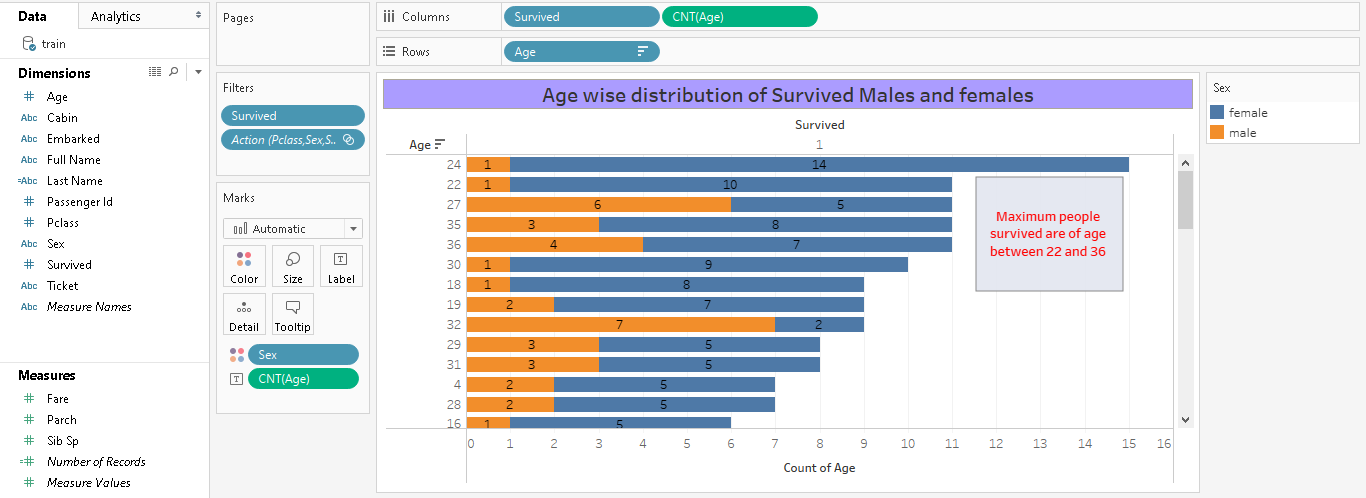 Data
Analytics
train
Dimensions
# Age
Abc Cabin
Abc Embarked
Abc Full Name
=Abc Last Name
# Passenger Id
# Pclass
Abc Sex
# Survived
Abc Ticket
Abc Measure Names
Measures
# Fare
# Parch
# Sib Sp
=# Number of Records
# Measure Values
Pages
Filters
Survived
Action (Pclass,Sex,S..
Marks
Automatic
Color Size Label
Detail Tooltip
Sex
CNT(Age)
Columns Survived CNT(Age)
Rows Age
Age wise distribution of Survived Males and females
Survived
Age 1
24 1 14
22 1 10
27 6 5
35 3 8
36 4 7
30 1 9
18 1 8
19 2 7
32 7 2
29 3 5
31 3 5
4 2 5
28 2 5
16 1 5
0 1 2 3 4 5 6 7 8 9 10 11 12 13 14 15 16
Count of Age
Maximum people
survived are of age
between 22 and 36
Sex
female
male